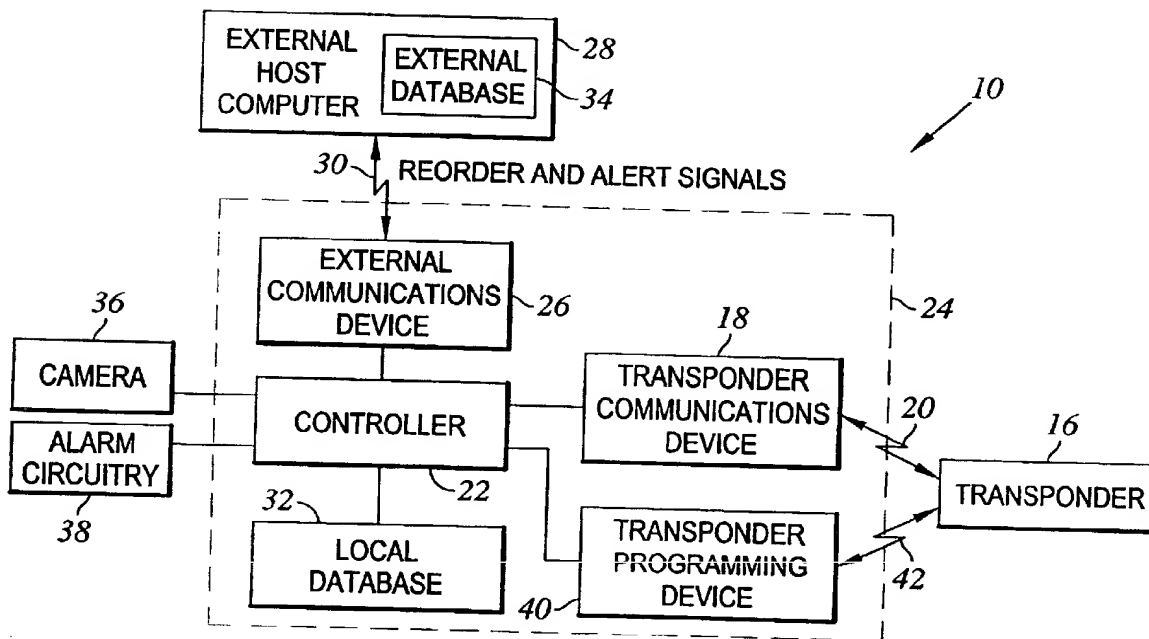 EXTERNAL
HOST
COMPUTER
EXTERNAL
DATABASE
28
34
10
30
REORDER AND ALERT SIGNALS
EXTERNAL
COMMUNICATIONS
DEVICE
26
24
36
CAMERA
18
TRANSPONDER
COMMUNICATIONS
DEVICE
20
CONTROLLER
22
ALARM
CIRCUITRY
38
16
TRANSPONDER
32
LOCAL
DATABASE
TRANSPONDER
PROGRAMMING
DEVICE
40
42